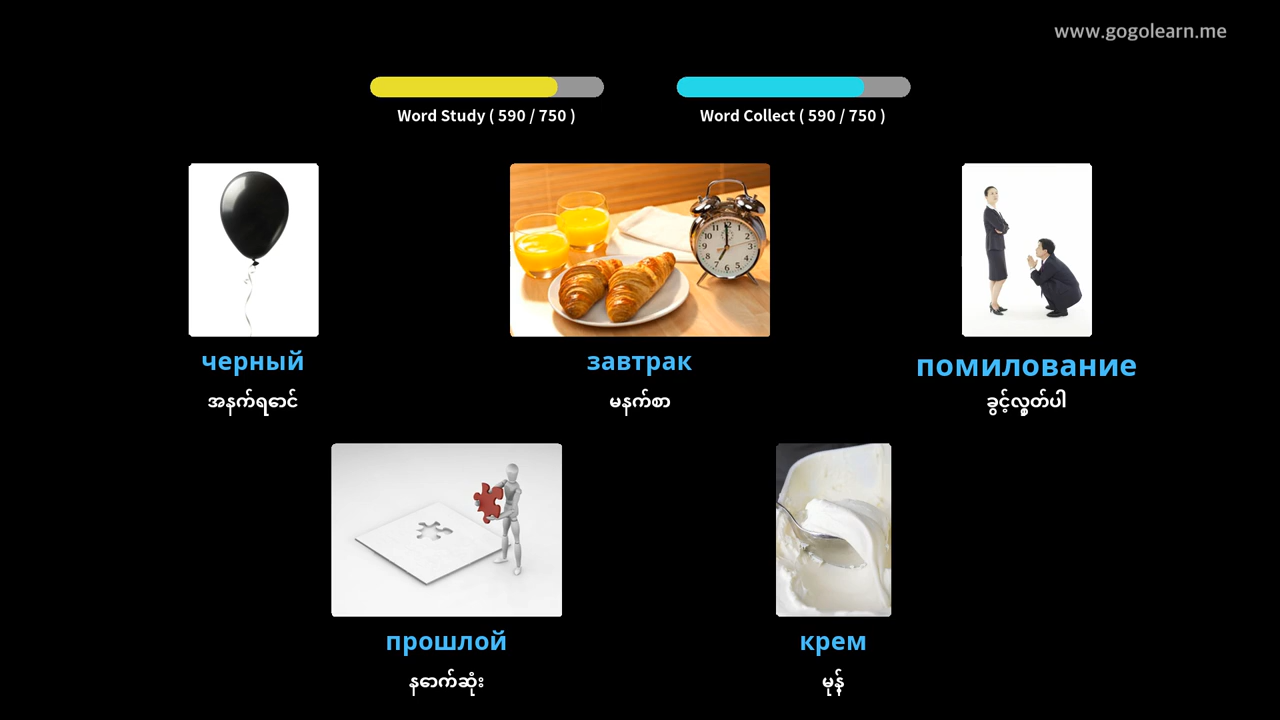 www.gogolearn.me
Word Study ( 590 / 750 )
Word Collect ( 590 / 750 )
черный
завтрак
помилование
အနက်ရောင်
မနက်စာ
ခွင့်လွှတ်ပါ
прошлой
крем
နောက်ဆုံး
မုန့်